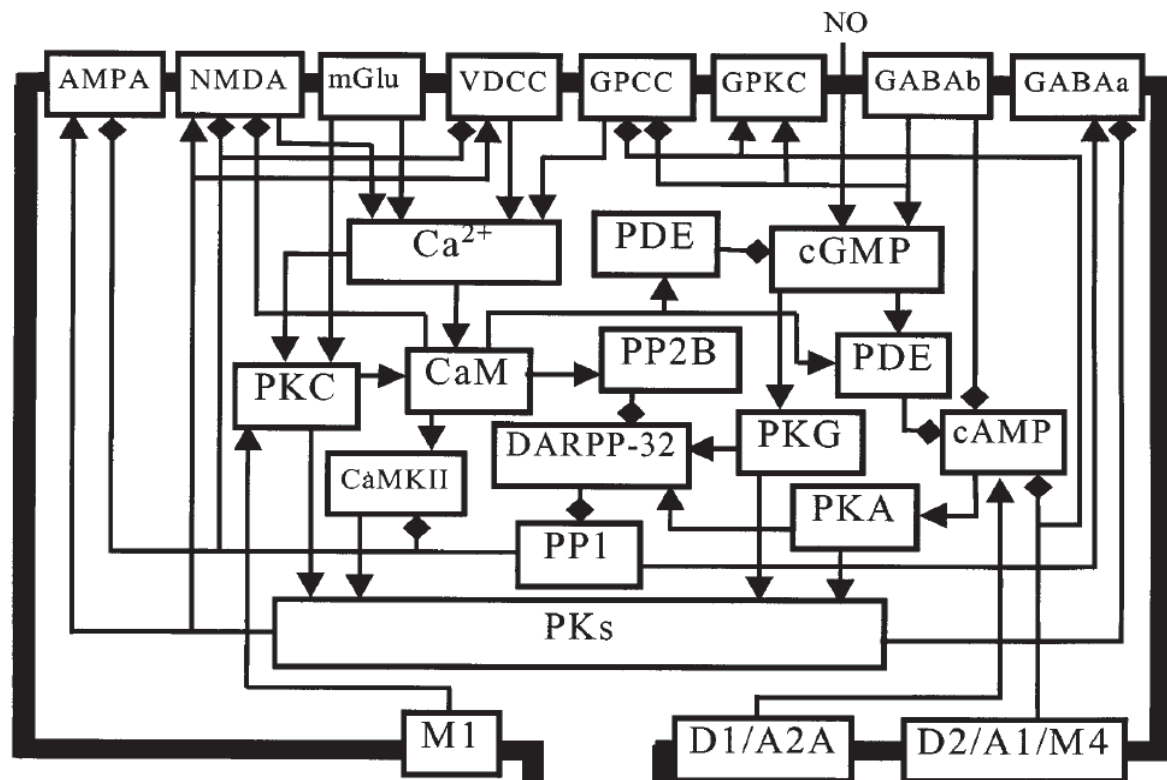 NO
AMPA
NMDA
mGlu
VDCC
GPCC
GPKC
GABAb
GABAa
Ca²⁺
PDE
cGMP
PKC
CaM
PP2B
PDE
CaMKII
DARPP-32
PKG
cAMP
PP1
PKA
PKs
M1
D1/A2A
D2/A1/M4